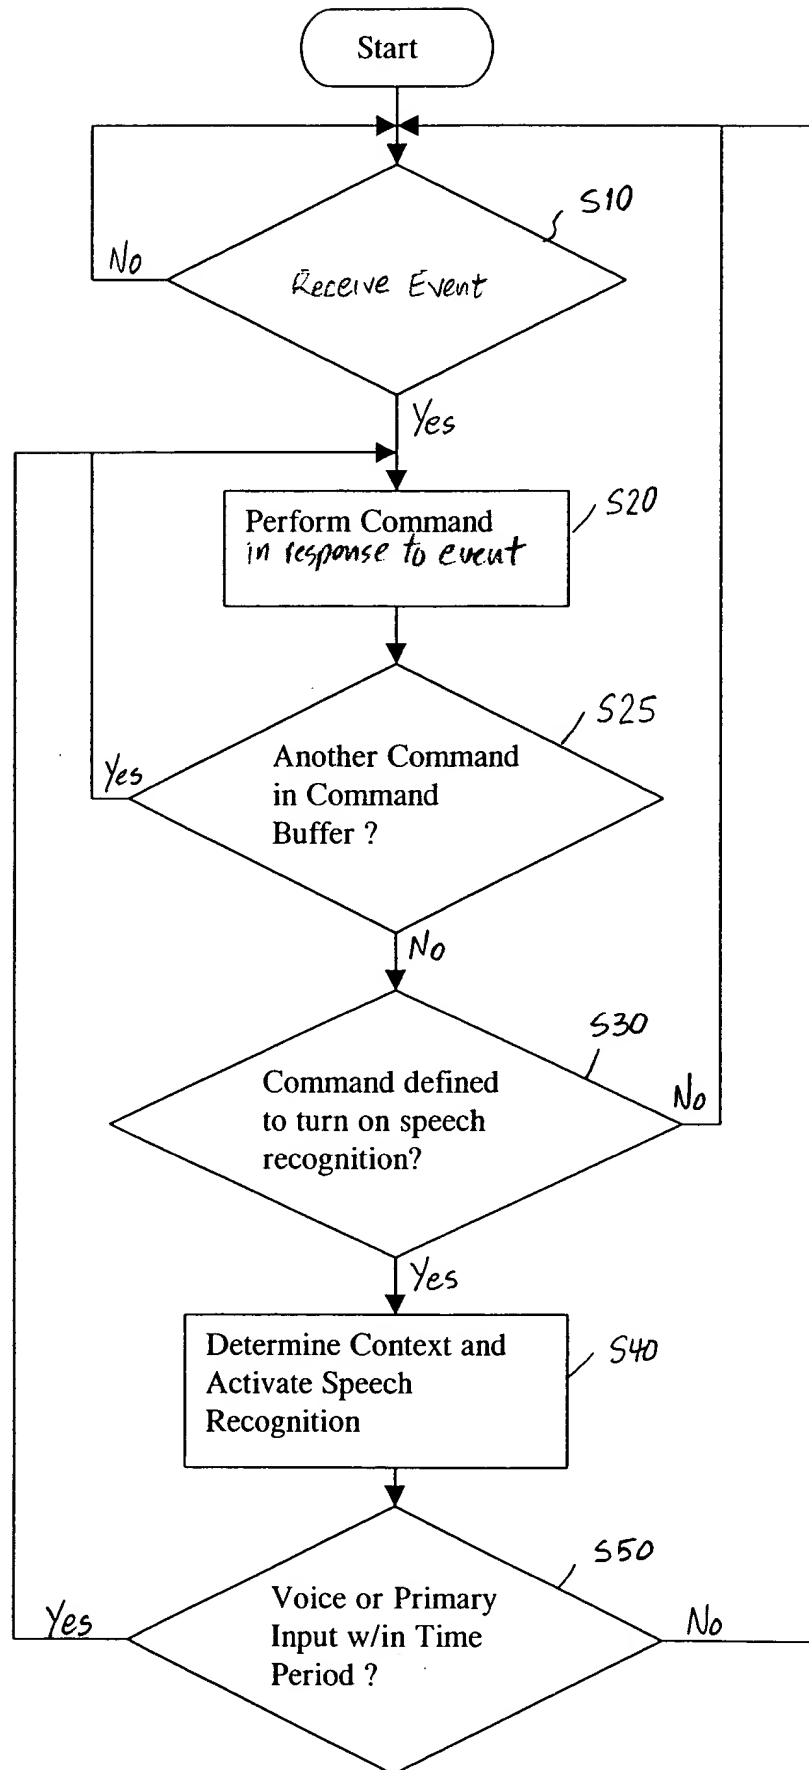 Start
S10
No
Receive Event
Yes
S20
Perform Command
in response to event
S25
Another Command
in Command
Buffer ?
Yes
No
S30
Command defined
to turn on speech
recognition?
No
Yes
S40
Determine Context and
Activate Speech
Recognition
S50
Voice or Primary
Input w/in Time
Period ?
Yes
No